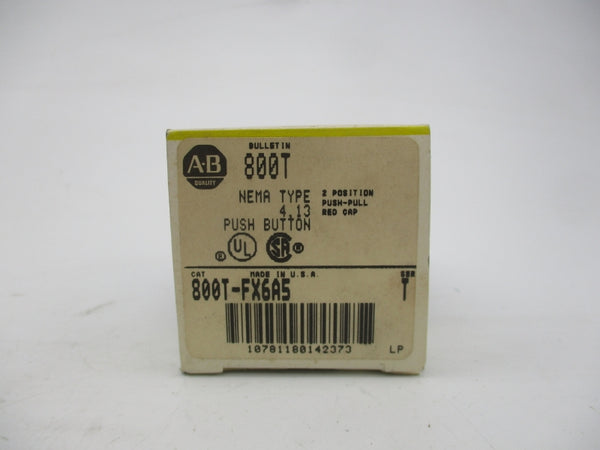 A-B
QUALITY
BULLETIN
800T
NEMA TYPE
4,13
PUSH BUTTON
2 POSITION
PUSH-PULL
RED CAP
UL
SA
CAT
MADE IN U.S.A.
SER
800T-FX6A5
T
10781180142373
LP